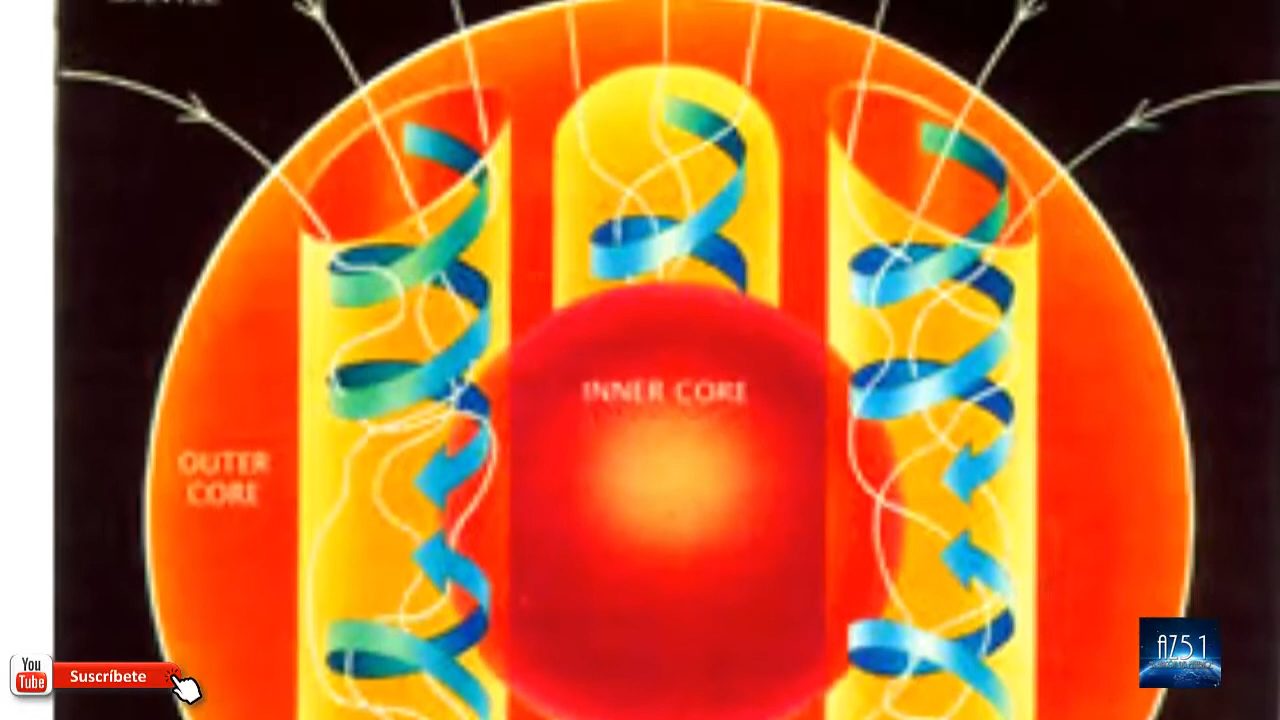 INNER CORE
OUTER
CORE
You
Tube
Suscríbete
AZ51